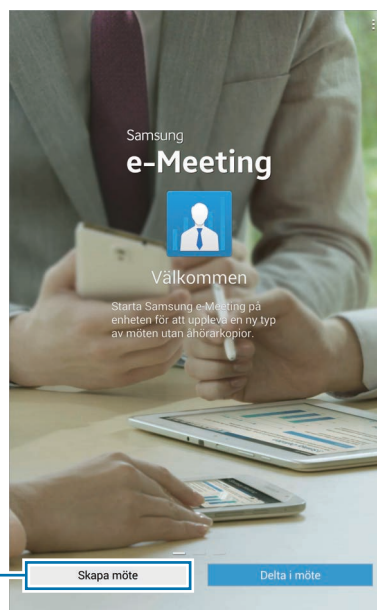 Samsung
e-Meeting
Välkommen
Starta Samsung e-Meeting på
enheten för att uppleva en ny typ
av möten utan åhörarkopior.
Skapa möte
Delta i möte